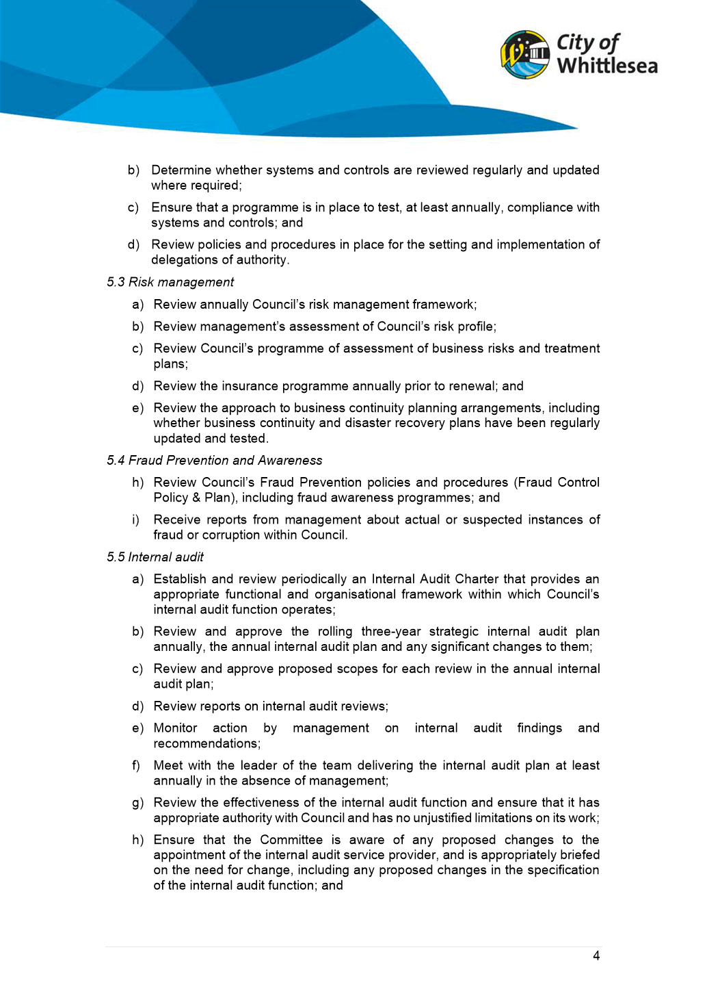 City of
Whittlesea
b) Determine whether systems and controls are reviewed regularly and updated
where required;
c) Ensure that a programme is in place to test, at least annually, compliance with
systems and controls; and
d) Review policies and procedures in place for the setting and implementation of
delegations of authority.
5.3 Risk management
a) Review annually Council’s risk management framework;
b) Review management’s assessment of Council’s risk profile;
c) Review Council’s programme of assessment of business risks and treatment
plans;
d) Review the insurance programme annually prior to renewal; and
e) Review the approach to business continuity planning arrangements, including
whether business continuity and disaster recovery plans have been regularly
updated and tested.
5.4 Fraud Prevention and Awareness
h) Review Council’s Fraud Prevention policies and procedures (Fraud Control
Policy & Plan), including fraud awareness programmes; and
i) Receive reports from management about actual or suspected instances of
fraud or corruption within Council.
5.5 Internal audit
a) Establish and review periodically an Internal Audit Charter that provides an
appropriate functional and organisational framework within which Council’s
internal audit function operates;
b) Review and approve the rolling three-year strategic internal audit plan
annually, the annual internal audit plan and any significant changes to them;
c) Review and approve proposed scopes for each review in the annual internal
audit plan;
d) Review reports on internal audit reviews;
e) Monitor action by management on internal audit findings and
recommendations;
f) Meet with the leader of the team delivering the internal audit plan at least
annually in the absence of management;
g) Review the effectiveness of the internal audit function and ensure that it has
appropriate authority with Council and has no unjustified limitations on its work;
h) Ensure that the Committee is aware of any proposed changes to the
appointment of the internal audit service provider, and is appropriately briefed
on the need for change, including any proposed changes in the specification
of the internal audit function; and
4